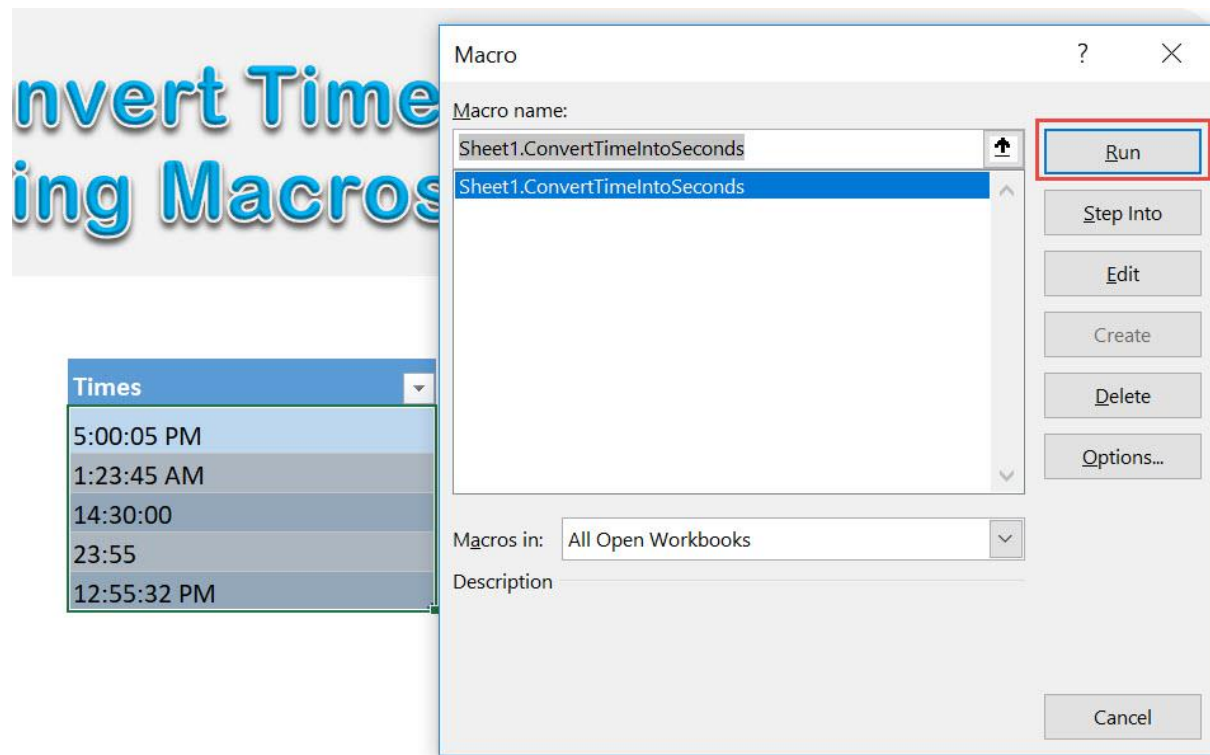 nvert Time
ing Macros
Times
5:00:05 PM
1:23:45 AM
14:30:00
23:55
12:55:32 PM
Macro ?
Macro name:
Sheet1.ConvertTimeIntoSeconds
Sheet1.ConvertTimeIntoSeconds
Run
Step Into
Edit
Create
Delete
Options...
Macros in: All Open Workbooks
Description
Cancel